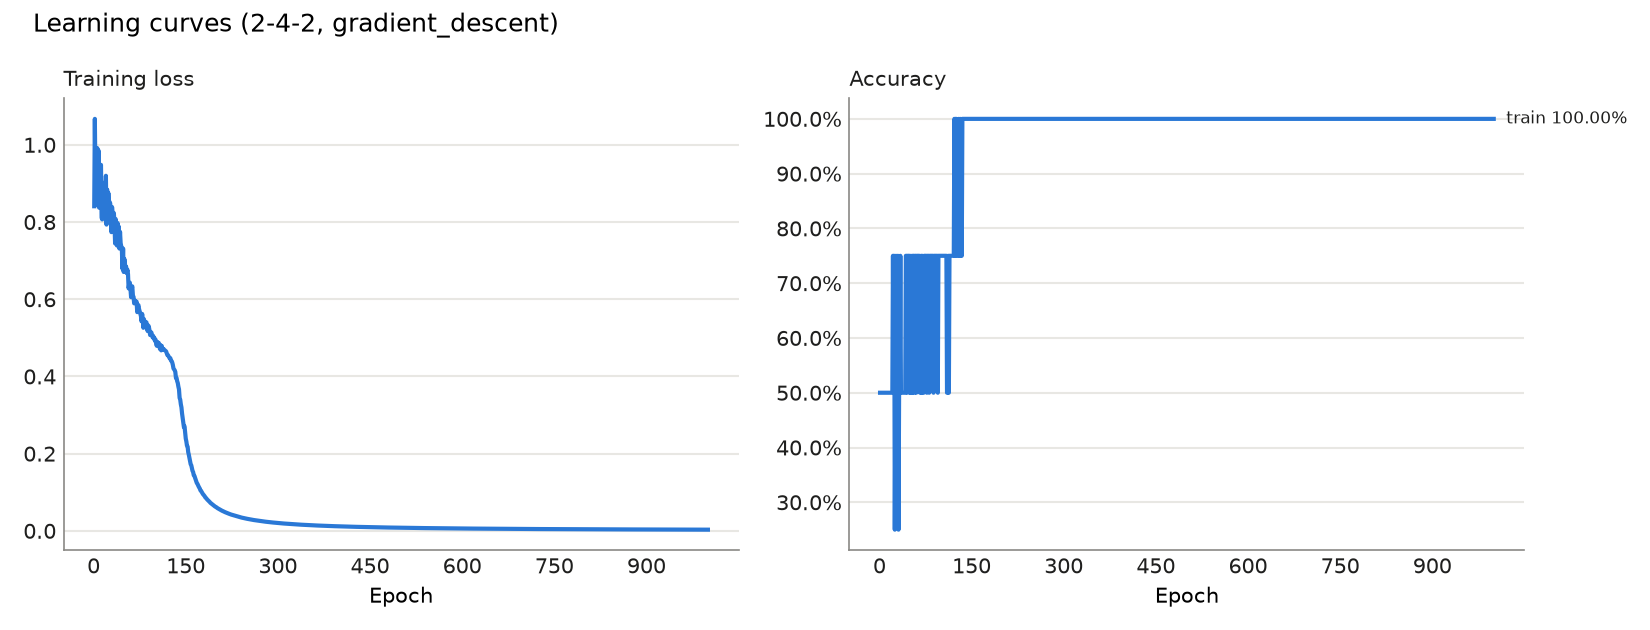 Learning curves (2-4-2, gradient_descent)
Training loss
1.0
0.8
0.6
0.4
0.2
0.0
0 150 300 450 600 750 900
Epoch
Accuracy
100.0%
90.0%
80.0%
70.0%
60.0%
50.0%
40.0%
30.0%
train 100.00%
0 150 300 450 600 750 900
Epoch